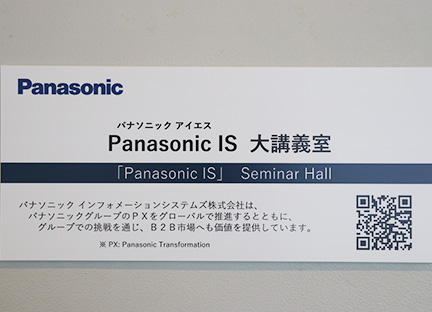 Panasonic
パナソニック アイエス
Panasonic IS 大講義室
「Panasonic IS」 Seminar Hall
パナソニック インフォメーションシステムズ株式会社は、
パナソニックグループのＰＸをグローバルで推進するとともに、
グループでの挑戦を通じ、Ｂ２Ｂ市場へも価値を提供しています。
※ PX: Panasonic Transformation